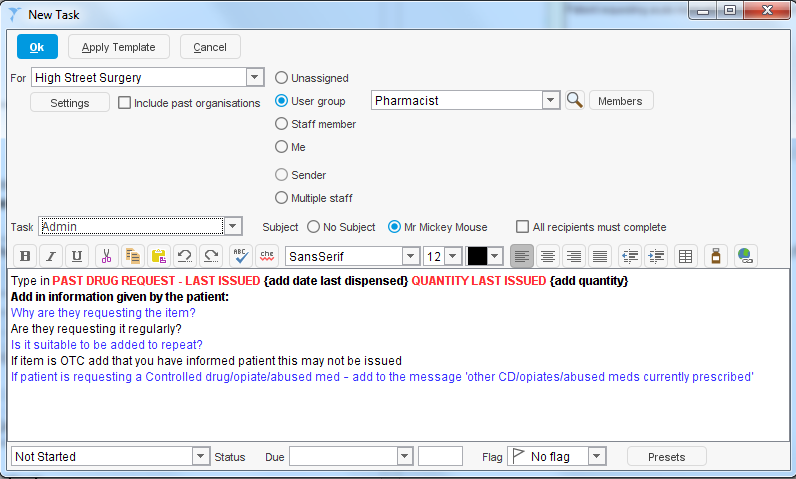 New Task
Ok Apply Template Cancel
For High Street Surgery Unassigned
Settings Include past organisations User group Pharmacist Members
Staff member
Me
Sender
Multiple staff
Task Admin Subject No Subject Mr Mickey Mouse All recipients must complete
B I U ABC che SansSerif 12
Type in PAST DRUG REQUEST - LAST ISSUED {add date last dispensed} QUANTITY LAST ISSUED {add quantity}
Add in information given by the patient:
Why are they requesting the item?
Are they requesting it regularly?
Is it suitable to be added to repeat?
If item is OTC add that you have informed patient this may not be issued
If patient is requesting a Controlled drug/opiate/abused med - add to the message 'other CD/opiates/abused meds currently prescribed'
Not Started Status Due Flag No flag Presets